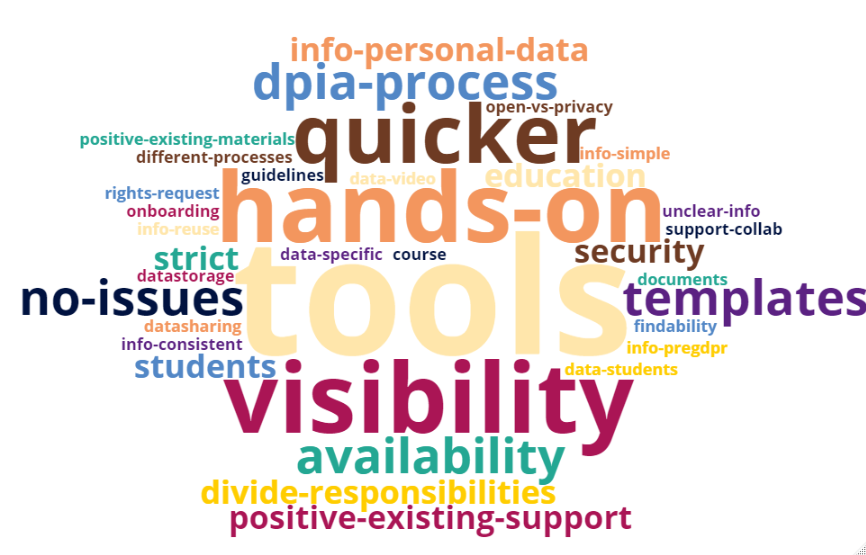 info-personal-data
dpia-process
open-vs-privacy
quicker
positive-existing-materials
different-processes
info-simple
guidelines
data-video
education
rights-request
hands-on
onboarding
unclear-info
info-reuse
support-collab
strict
data-specific
course
security
datastorage
tools
documents
no-issues
templates
datasharing
findability
info-consistent
info-pregdpr
students
data-students
visibility
availability
divide-responsibilities
positive-existing-support